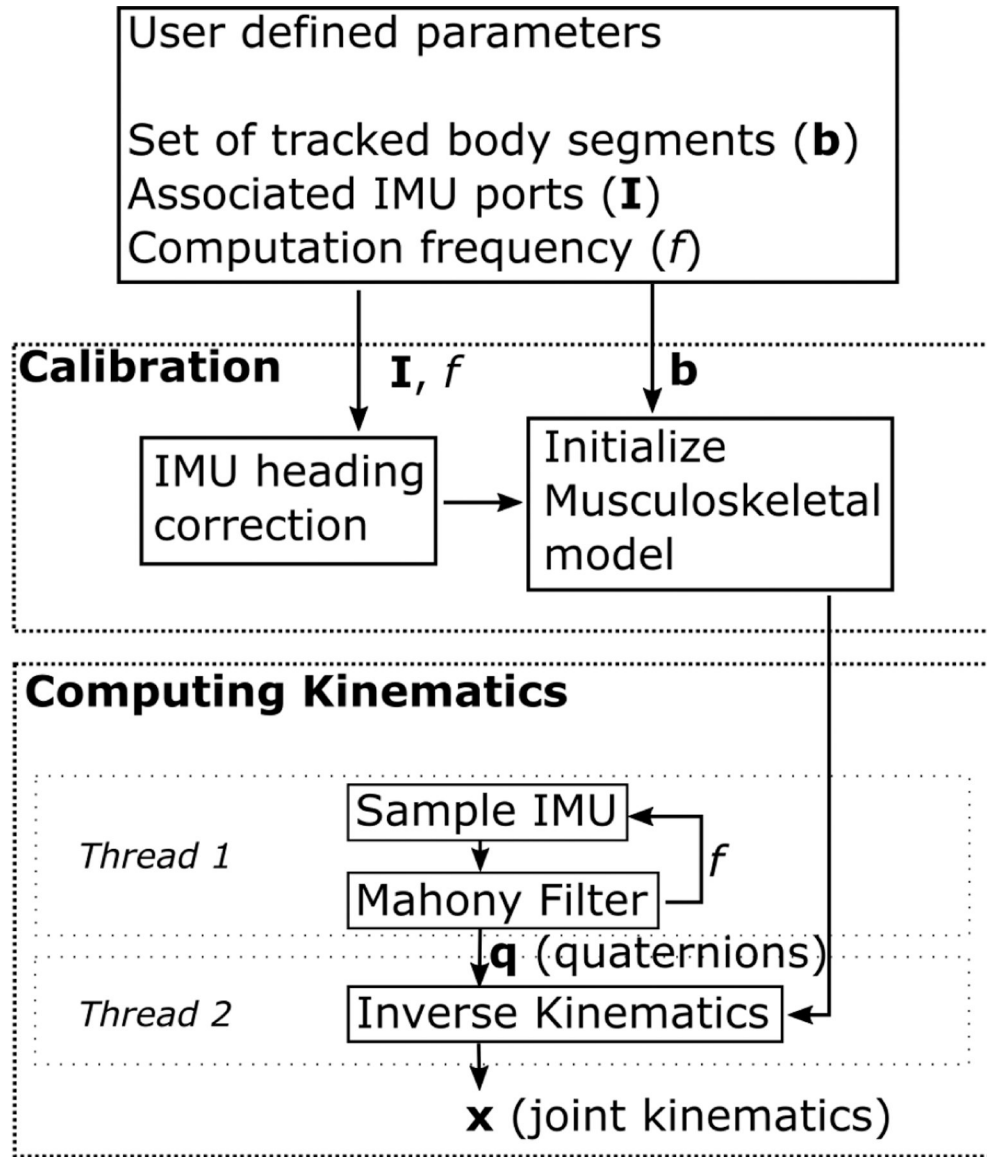 User defined parameters
Set of tracked body segments (b)
Associated IMU ports (I)
Computation frequency (f)
Calibration
I, f
b
IMU heading
correction
Initialize
Musculoskeletal
model
Computing Kinematics
Thread 1
Sample IMU
f
Mahony Filter
q (quaternions)
Thread 2
Inverse Kinematics
x (joint kinematics)